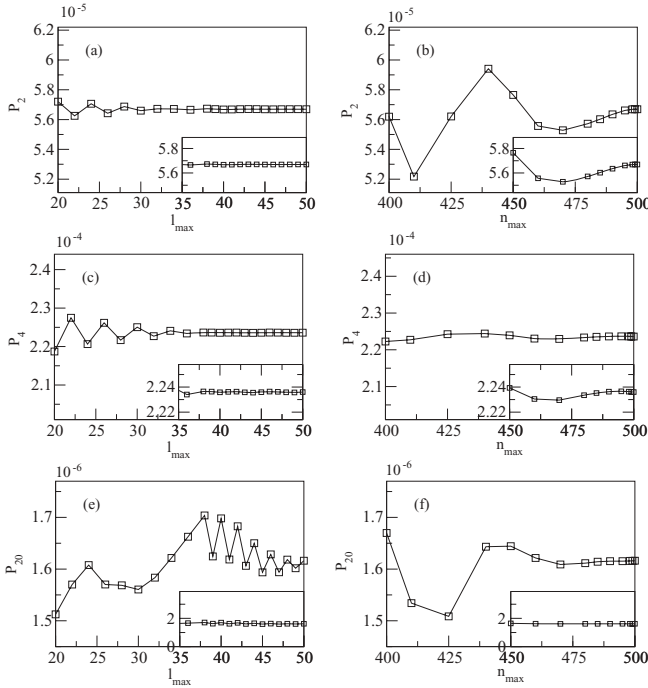 10^-5
10^-5
6.2
6
5.8
5.6
5.4
5.2
P_2
(a)
5.8
5.6
20 25 30 35 40 45 50
l_max
6.2
6
5.8
5.6
5.4
5.2
P_2
(b)
5.8
5.6
400 425 450 475 500
n_max
10^-4
10^-4
2.4
2.3
2.2
2.1
P_4
(c)
2.24
2.22
20 25 30 35 40 45 50
l_max
2.4
2.3
2.2
2.1
P_4
(d)
2.24
2.22
400 425 450 475 500
n_max
10^-6
10^-6
1.7
1.6
1.5
P_20
(e)
2
0
20 25 30 35 40 45 50
l_max
1.7
1.6
1.5
P_20
(f)
2
0
400 425 450 475 500
n_max